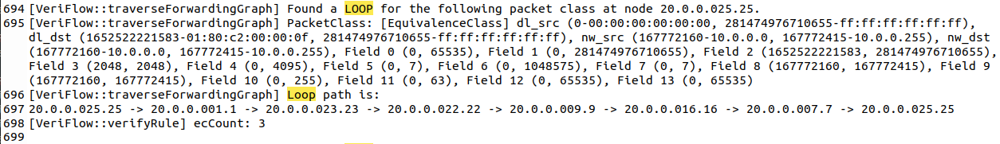 694 [VeriFlow::traverseForwardingGraph] Found a LOOP for the following packet class at node 20.0.0.025.25.
695 [VeriFlow::traverseForwardingGraph] PacketClass: [EquivalenceClass] dl_src (0-00:00:00:00:00:00, 281474976710655-ff:ff:ff:ff:ff:ff),
dl_dst (1652522221583-01:80:c2:00:00:0f, 281474976710655-ff:ff:ff:ff:ff:ff), nw_src (167772160-10.0.0.0, 167772415-10.0.0.255), nw_dst
(167772160-10.0.0.0, 167772415-10.0.0.255), Field 0 (0, 65535), Field 1 (0, 281474976710655), Field 2 (1652522221583, 281474976710655),
Field 3 (2048, 2048), Field 4 (0, 4095), Field 5 (0, 7), Field 6 (0, 1048575), Field 7 (0, 7), Field 8 (167772160, 167772415), Field 9
(167772160, 167772415), Field 10 (0, 255), Field 11 (0, 63), Field 12 (0, 65535), Field 13 (0, 65535)
696 [VeriFlow::traverseForwardingGraph] Loop path is:
697 20.0.0.025.25 -> 20.0.0.001.1 -> 20.0.0.023.23 -> 20.0.0.022.22 -> 20.0.0.009.9 -> 20.0.0.016.16 -> 20.0.0.007.7 -> 20.0.0.025.25
698 [VeriFlow::verifyRule] ecCount: 3
699